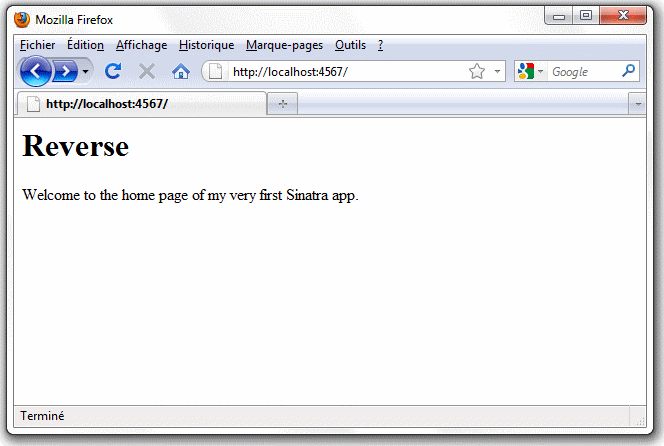 Mozilla Firefox
Fichier Édition Affichage Historique Marque-pages Outils ?
http://localhost:4567/ Google
http://localhost:4567/
Reverse
Welcome to the home page of my very first Sinatra app.
Terminé